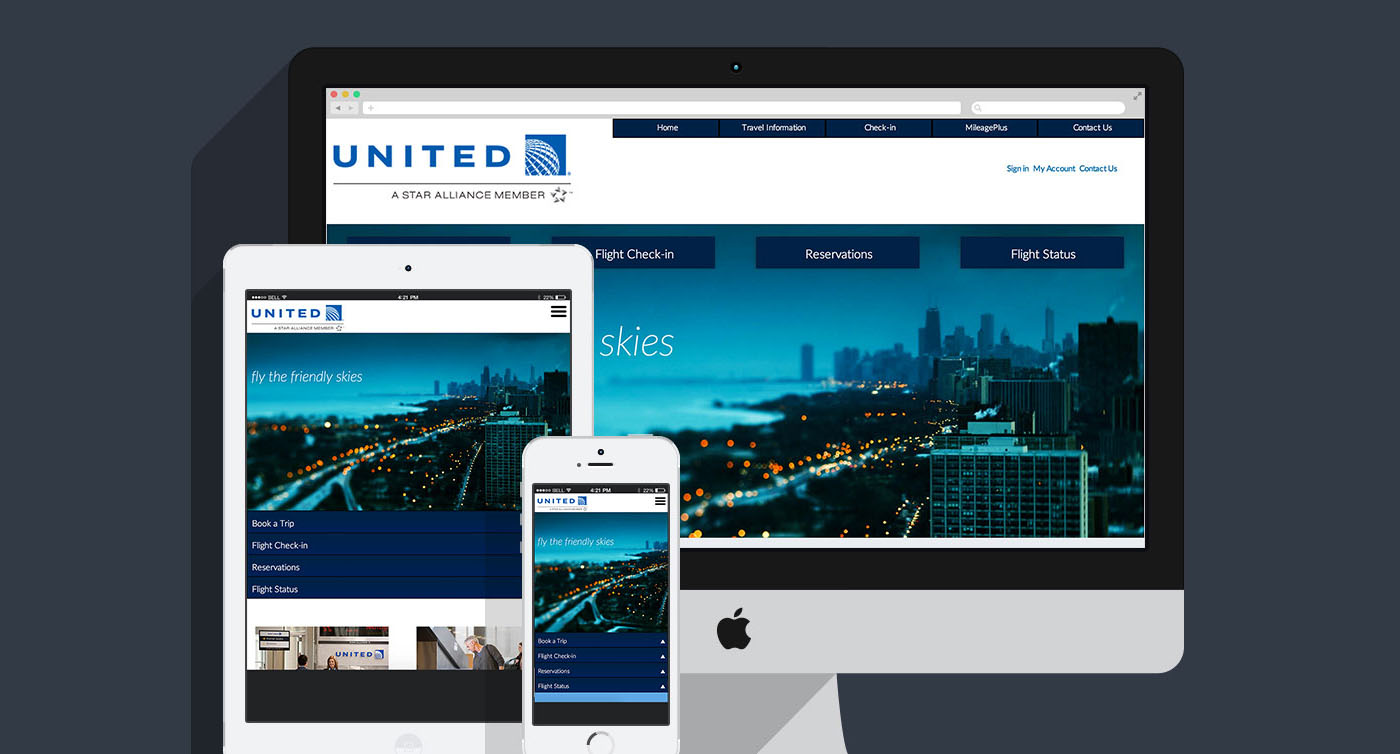 Home Travel Information Check-in MileagePlus Contact Us
UNITED
A STAR ALLIANCE MEMBER
Sign in My Account Contact Us
Flight Check-in Reservations Flight Status
skies
BELL 4:21 PM 22%
UNITED
A STAR ALLIANCE MEMBER
fly the friendly skies
Book a Trip
Flight Check-in
Reservations
Flight Status
UNITED
BELL 4:21 PM 22%
UNITED
A STAR ALLIANCE MEMBER
fly the friendly skies
Book a Trip
Flight Check-in
Reservations
Flight Status